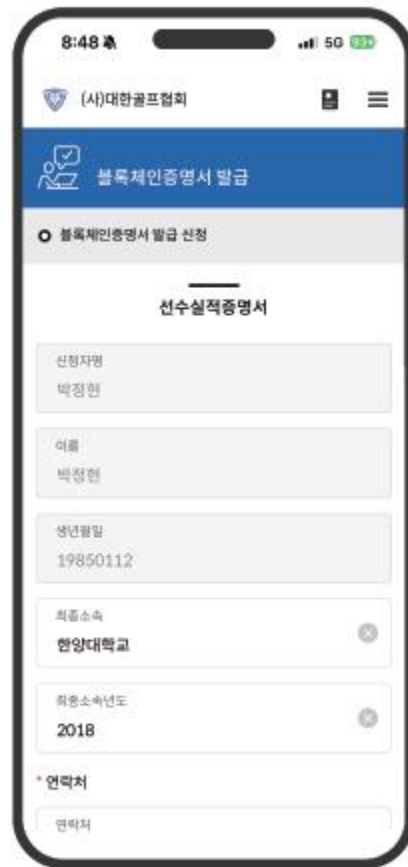 8:48
5G 93
(사)대한골프협회
블록체인증명서 발급
블록체인증명서 발급 신청
선수실적증명서
신청자명
박정현
이름
박정현
생년월일
19850112
최종소속
한양대학교
최종소속년도
2018
* 연락처
연락처